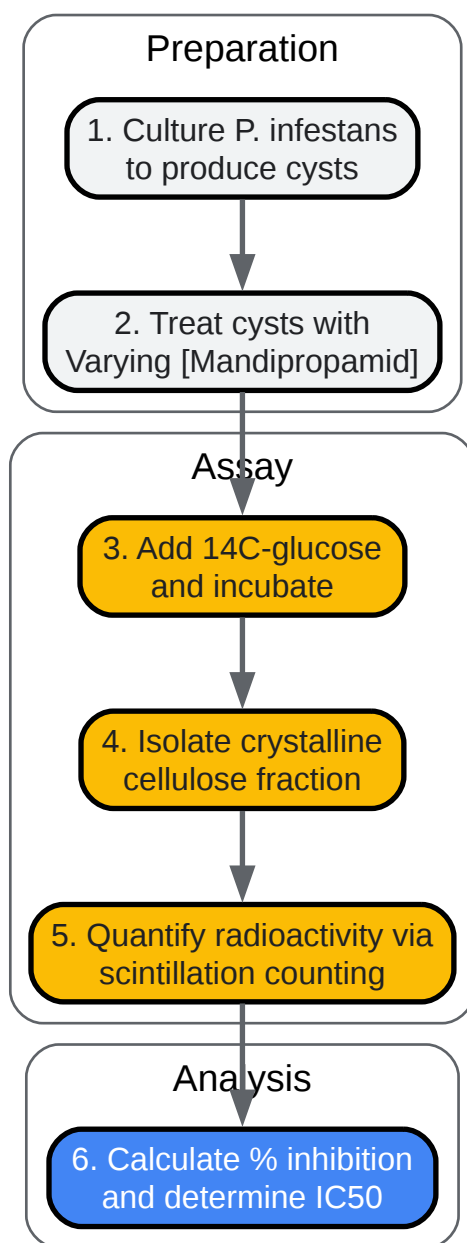 Preparation
1. Culture P. infestans
to produce cysts
2. Treat cysts with
Varying [Mandipropamid]
Assay
3. Add 14C-glucose
and incubate
4. Isolate crystalline
cellulose fraction
5. Quantify radioactivity via
scintillation counting
Analysis
6. Calculate % inhibition
and determine IC50